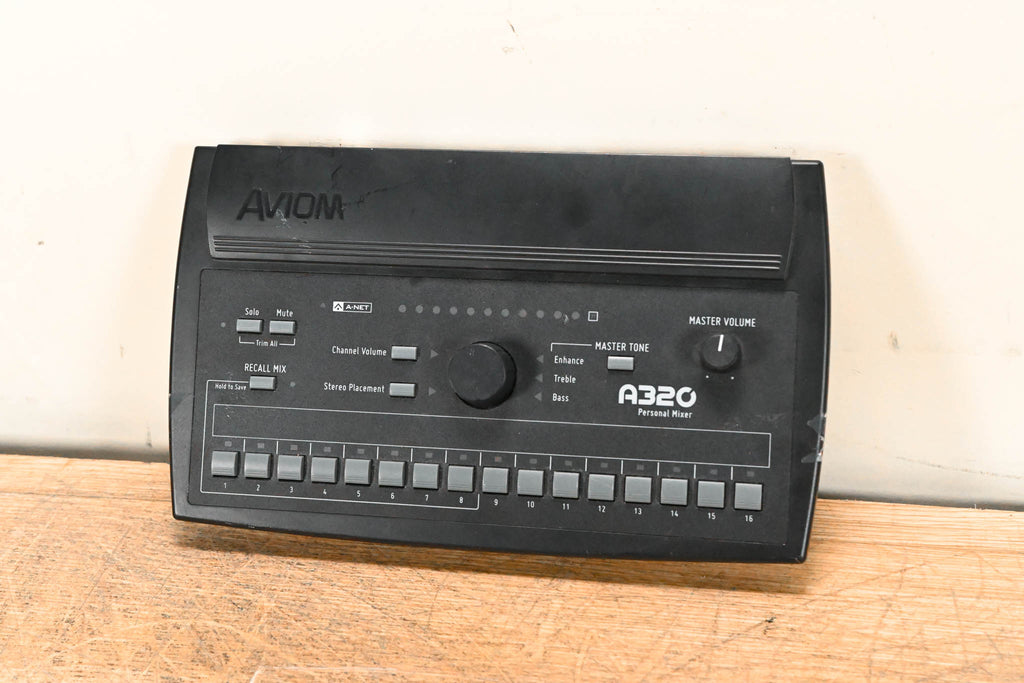 AVIOM
A-NET
Solo Mute
Trim All
MASTER VOLUME
Channel Volume
MASTER TONE
Enhance
Treble
Bass
RECALL MIX
Hold to Save
Stereo Placement
A320
Personal Mixer
1 2 3 4 5 6 7 8 9 10 11 12 13 14 15 16